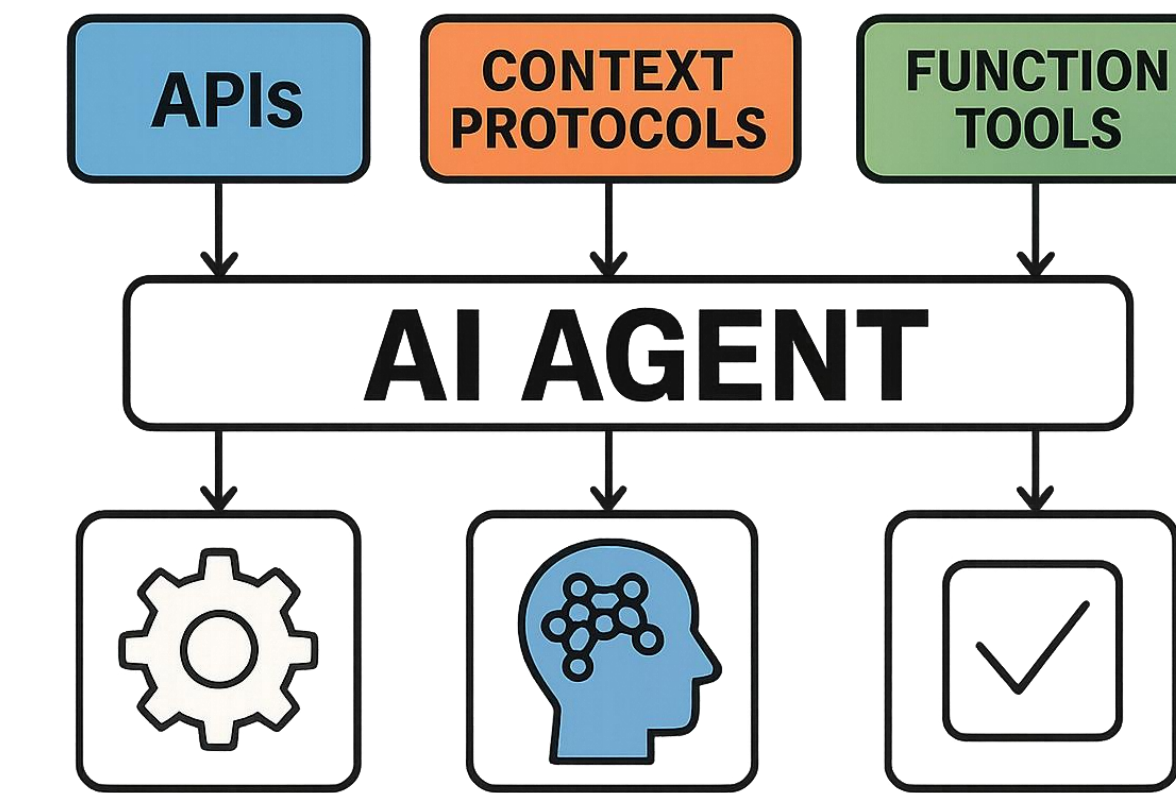 APIs
CONTEXT
PROTOCOLS
FUNCTION
TOOLS
AI AGENT